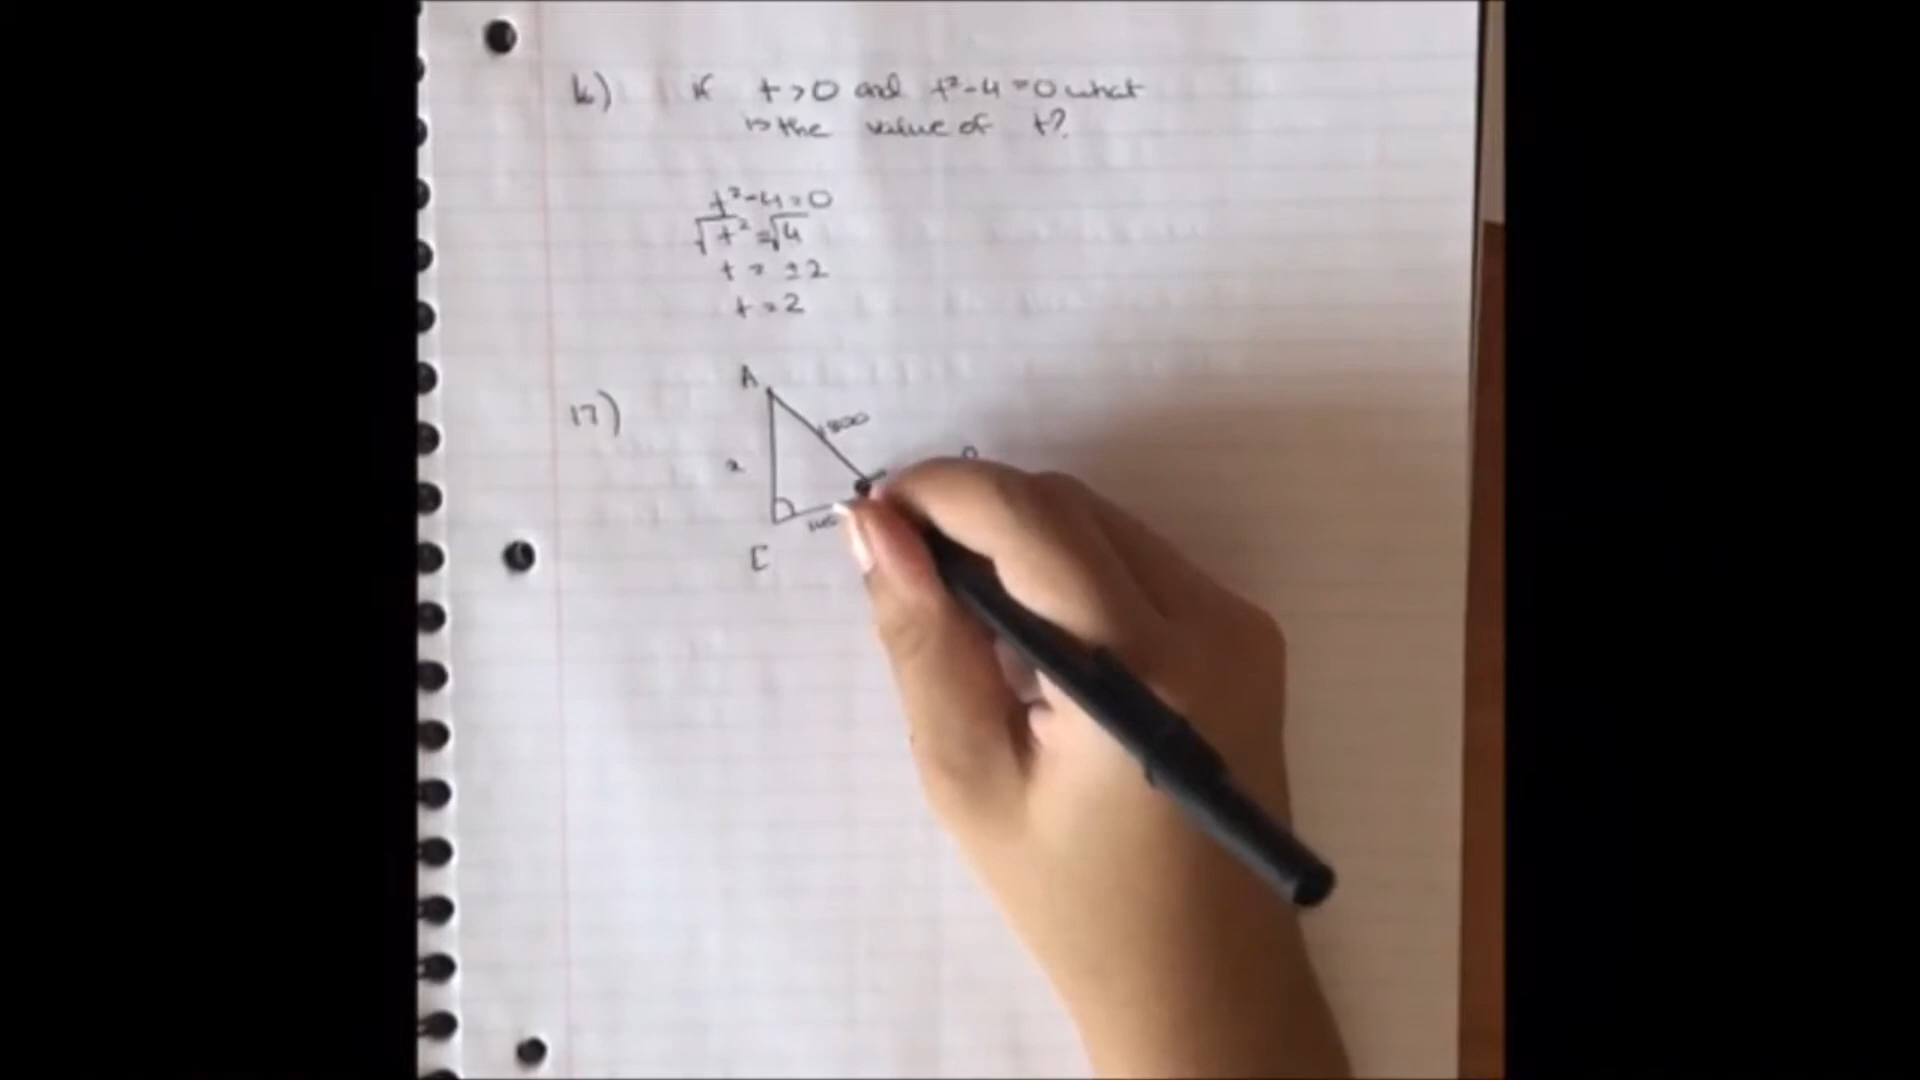 k) if t>0 and t²-4=0 what
is the value of t?
t²-4=0
√t²=√4
t = ±2
t=2
17)
A
1800
x
E